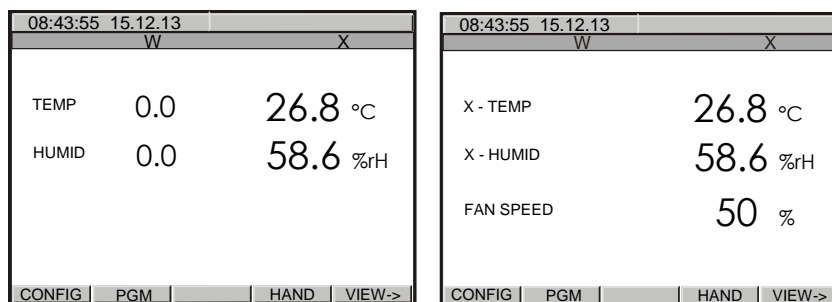 08:43:55 15.12.13
W X
TEMP 0.0 26.8 °C
HUMID 0.0 58.6 %rH
CONFIG PGM HAND VIEW->
08:43:55 15.12.13
W X
X - TEMP 26.8 °C
X - HUMID 58.6 %rH
FAN SPEED 50 %
CONFIG PGM HAND VIEW->